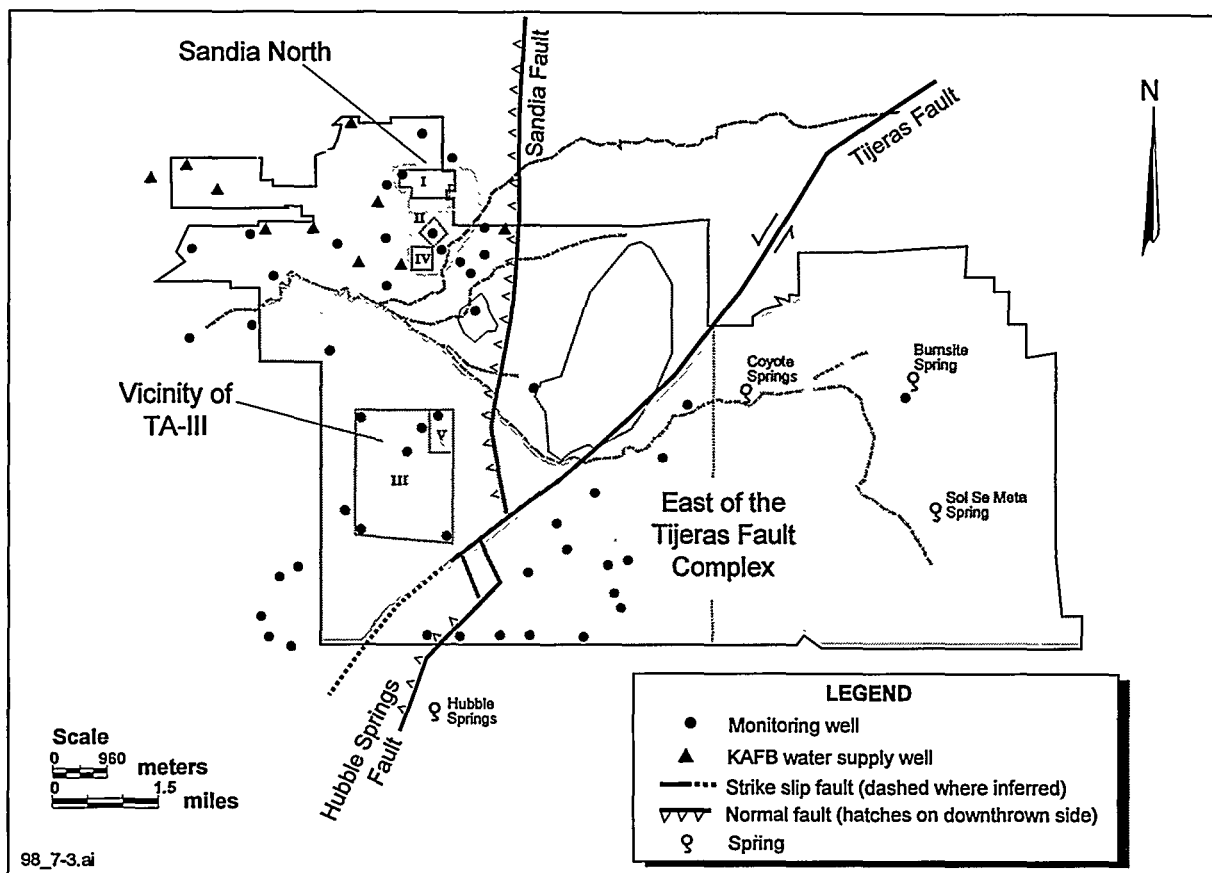 Sandia North
Sandia Fault
Tijeras Fault
N
I
II
IV
Coyote
Springs
Burnsite
Spring
Vicinity of
TA-III
V
III
East of the
Tijeras Fault
Complex
Sol Se Meta
Spring
Hubble Springs
Fault
Hubble
Springs
Scale
0 960 meters
0 1.5 miles
LEGEND
Monitoring well
KAFB water supply well
Strike slip fault (dashed where inferred)
Normal fault (hatches on downthrown side)
Spring
98_7-3.ai